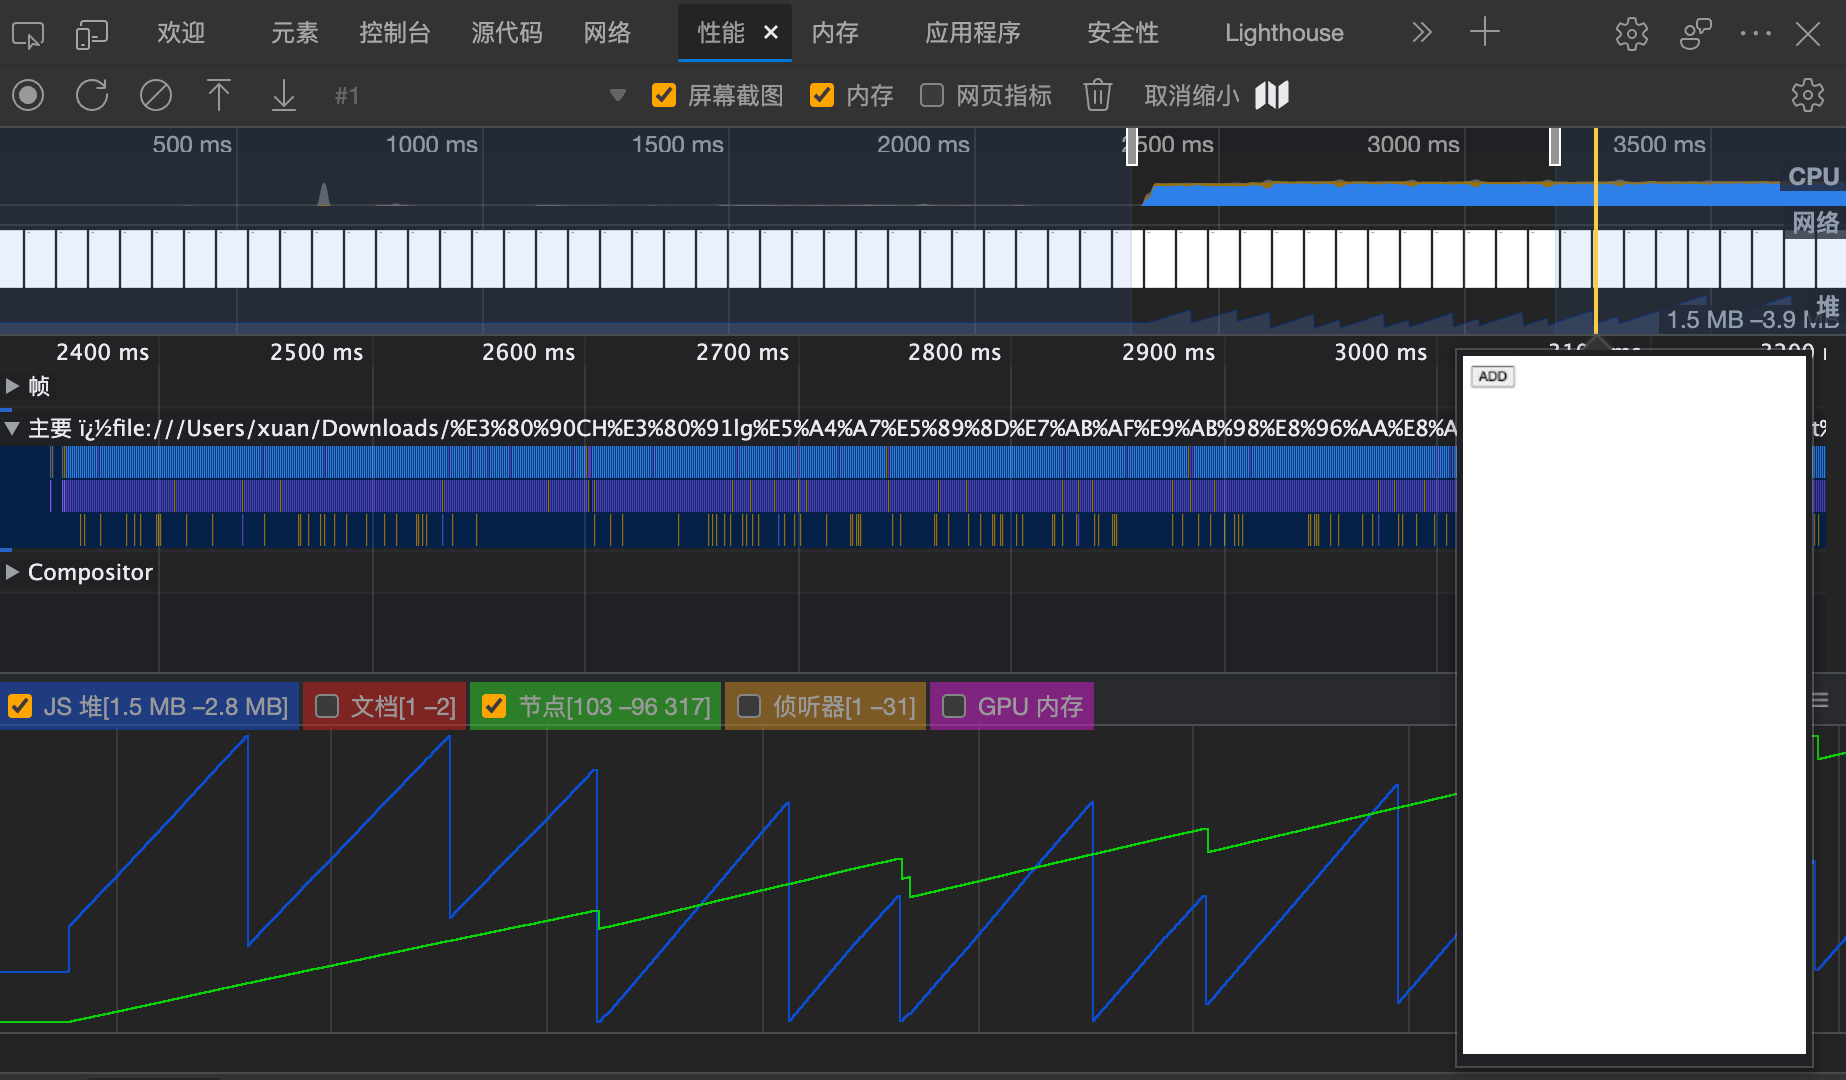 欢迎 元素 控制台 源代码 网络 性能 × 内存 应用程序 安全性 Lighthouse
#1 屏幕截图 内存 网页指标 取消缩小
500 ms 1000 ms 1500 ms 2000 ms 2500 ms 3000 ms 3500 ms
CPU
网络
堆
1.5 MB –3.9 MB
2400 ms 2500 ms 2600 ms 2700 ms 2800 ms 2900 ms 3000 ms
帧
主要 ï¿½file:///Users/xuan/Downloads/%E3%80%90CH%E3%80%91lg%E5%A4%A7%E5%89%8D%E7%AB%AF%E9%AB%98%E8%96%AA%E8%A
Compositor
ADD
JS 堆[1.5 MB –2.8 MB] 文档[1 –2] 节点[103 –96 317] 侦听器[1 –31] GPU 内存